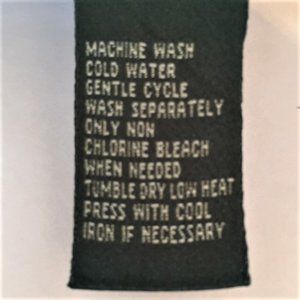 MACHINE WASH
COLD WATER
GENTLE CYCLE
WASH SEPARATELY
ONLY NON
CHLORINE BLEACH
WHEN NEEDED
TUMBLE DRY LOW HEAT
PRESS WITH COOL
IRON IF NECESSARY